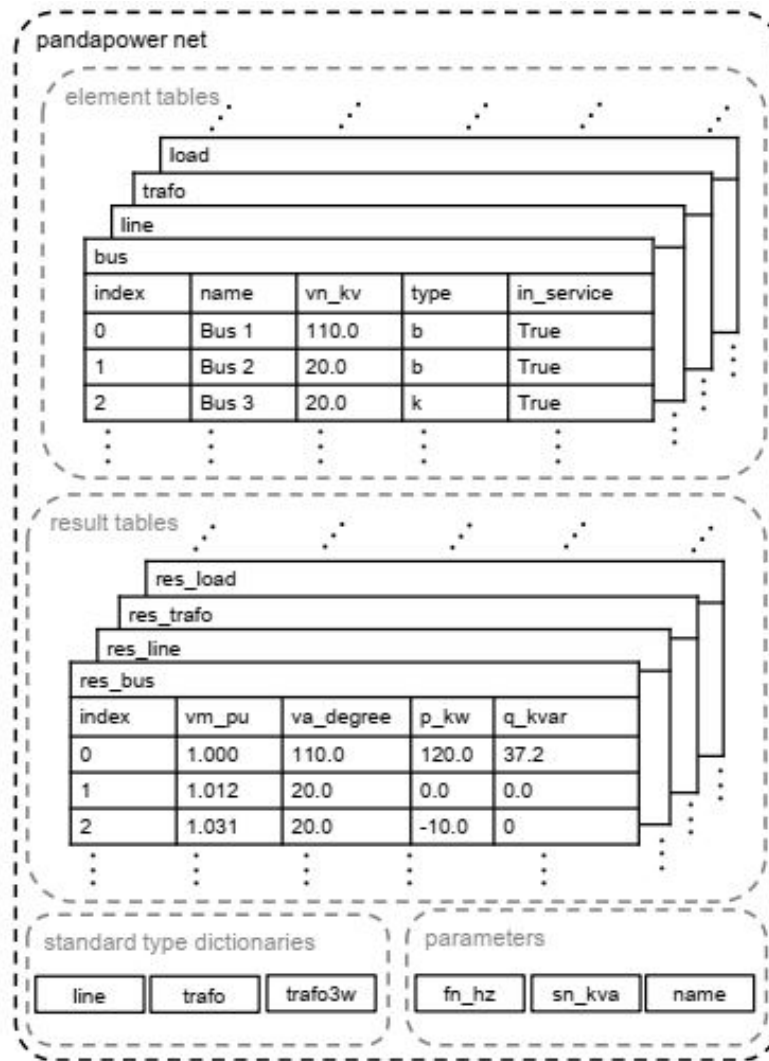 pandapower net
element tables
load
trafo
line
bus
index name vn_kv type in_service
0 Bus 1 110.0 b True
1 Bus 2 20.0 b True
2 Bus 3 20.0 k True
result tables
res_load
res_trafo
res_line
res_bus
index vm_pu va_degree p_kw q_kvar
0 1.000 110.0 120.0 37.2
1 1.012 20.0 0.0 0.0
2 1.031 20.0 -10.0 0
standard type dictionaries parameters
line trafo trafo3w fn_hz sn_kva name